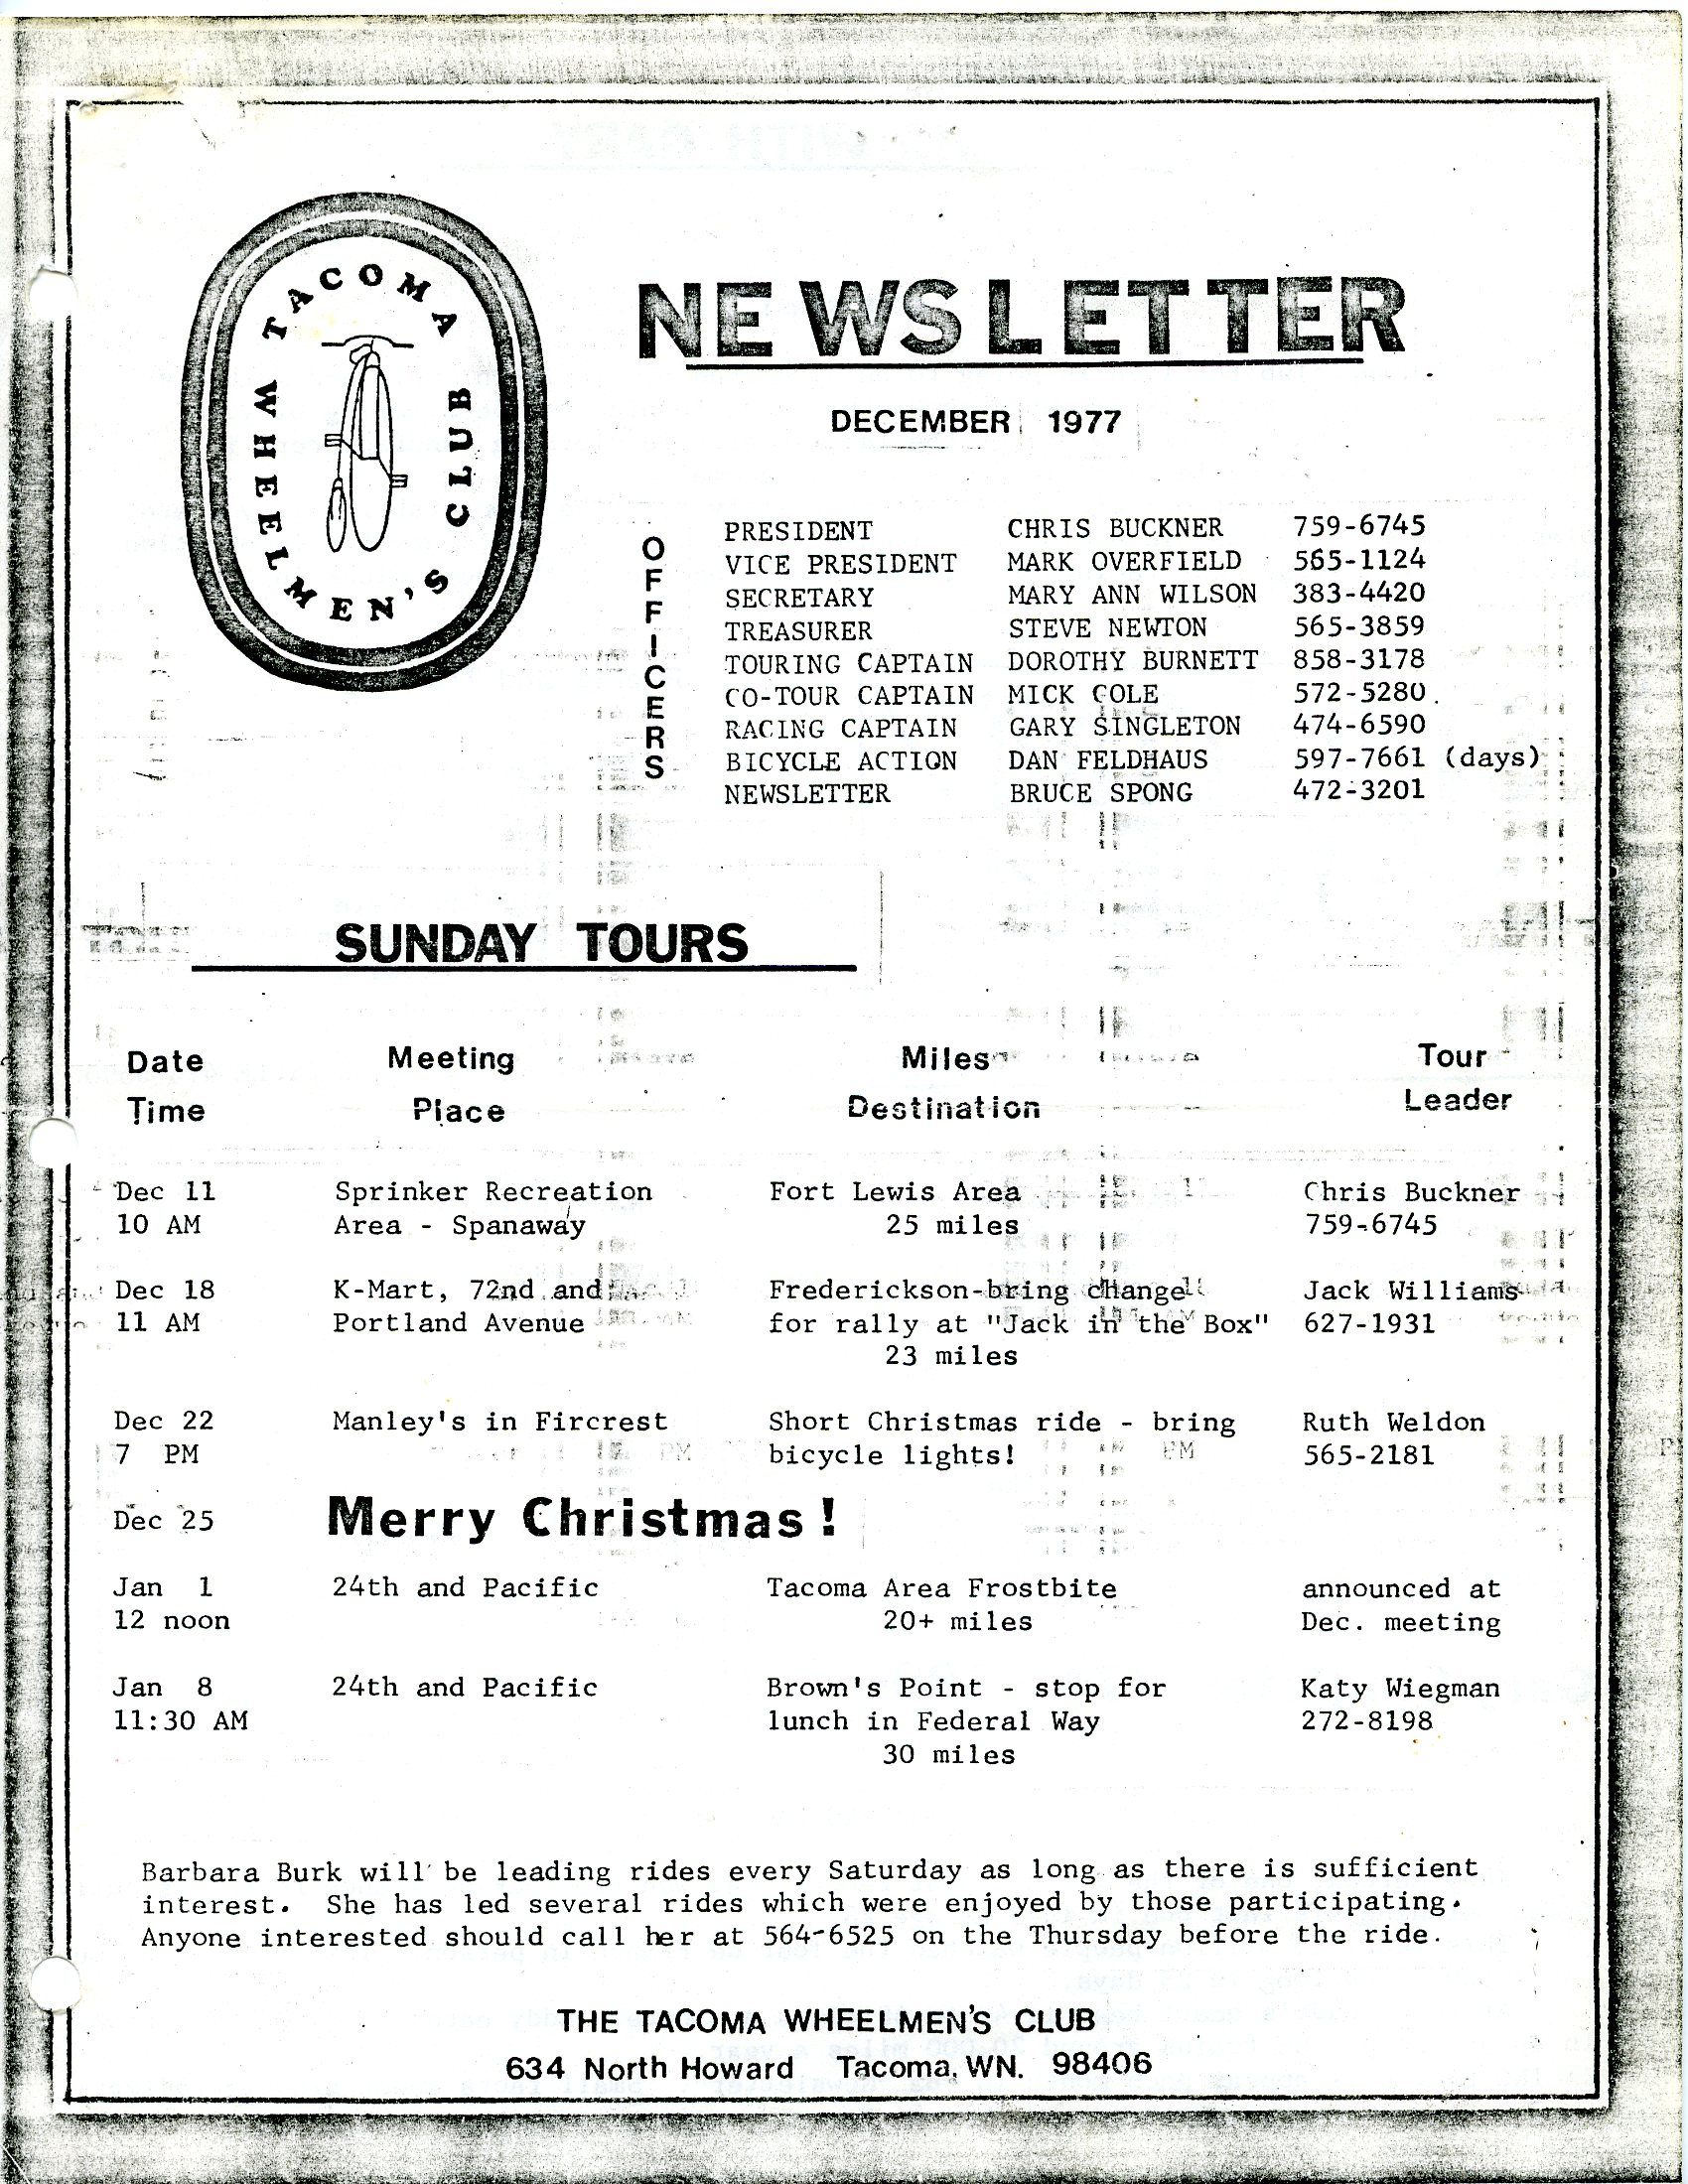 TACOMA WHEELMEN'S CLUB
NEWSLETTER
DECEMBER 1977
OFFICERS
PRESIDENT CHRIS BUCKNER 759-6745
VICE PRESIDENT MARK OVERFIELD 565-1124
SECRETARY MARY ANN WILSON 383-4420
TREASURER STEVE NEWTON 565-3859
TOURING CAPTAIN DOROTHY BURNETT 858-3178
CO-TOUR CAPTAIN MICK COLE 572-5280
RACING CAPTAIN GARY SINGLETON 474-6590
BICYCLE ACTION DAN FELDHAUS 597-7661 (days)
NEWSLETTER BRUCE SPONG 472-3201
SUNDAY TOURS
Date Meeting Miles Tour
Time Place Destination Leader
Dec 11 Sprinker Recreation Fort Lewis Area Chris Buckner
10 AM Area - Spanaway 25 miles 759-6745
Dec 18 K-Mart, 72nd and Frederickson-bring change Jack Williams
11 AM Portland Avenue for rally at "Jack in the Box" 627-1931
23 miles
Dec 22 Manley's in Fircrest Short Christmas ride - bring Ruth Weldon
7 PM bicycle lights! 565-2181
Dec 25 Merry Christmas!
Jan 1 24th and Pacific Tacoma Area Frostbite announced at
12 noon 20+ miles Dec. meeting
Jan 8 24th and Pacific Brown's Point - stop for Katy Wiegman
11:30 AM lunch in Federal Way 272-8198
30 miles
Barbara Burk will be leading rides every Saturday as long as there is sufficient
interest. She has led several rides which were enjoyed by those participating.
Anyone interested should call her at 564-6525 on the Thursday before the ride.
THE TACOMA WHEELMEN'S CLUB
634 North Howard Tacoma, WN. 98406